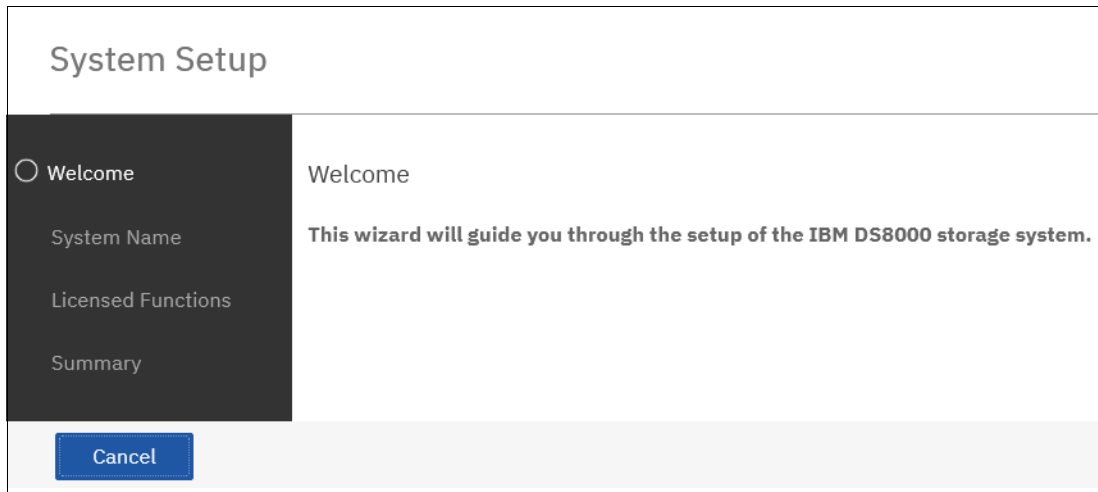 System Setup
Welcome
System Name
Licensed Functions
Summary
Welcome
This wizard will guide you through the setup of the IBM DS8000 storage system.
Cancel